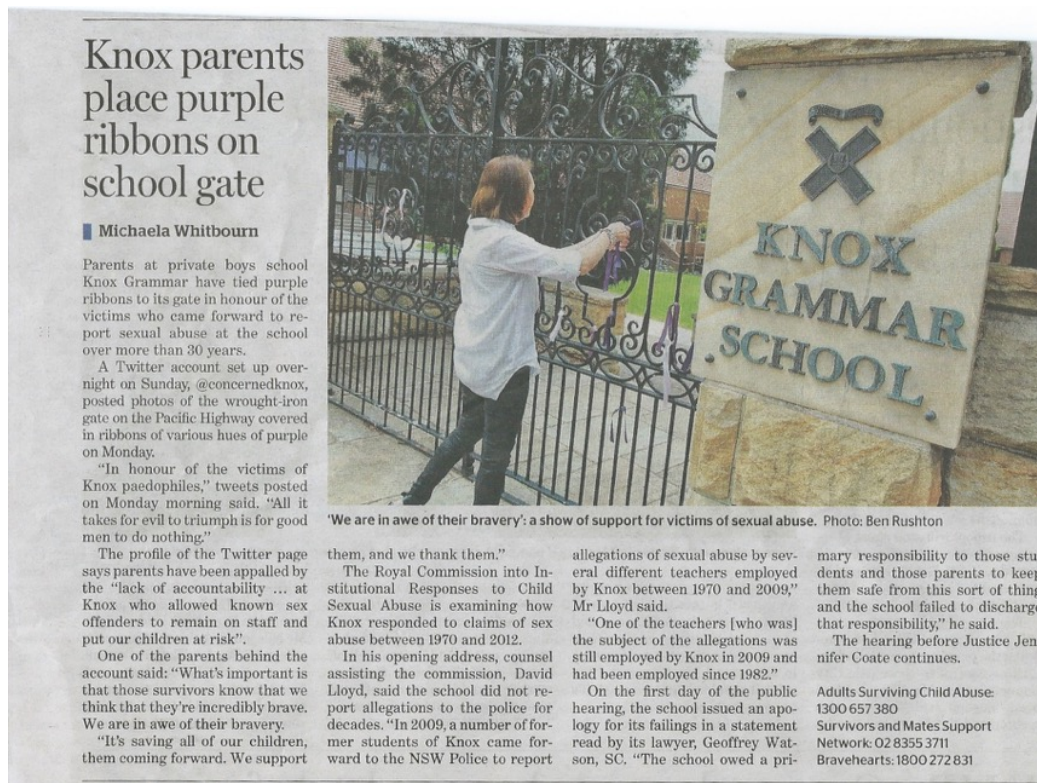 Knox parents
place purple
ribbons on
school gate
Michaela Whitbourn
Parents at private boys school
Knox Grammar have tied purple
ribbons to its gate in honour of the
victims who came forward to re-
port sexual abuse at the school
over more than 30 years.
A Twitter account set up over-
night on Sunday, @concernedknox,
posted photos of the wrought-iron
gate on the Pacific Highway covered
in ribbons of various hues of purple
on Monday.
“In honour of the victims of
Knox paedophiles,” tweets posted
on Monday morning said. “All it
takes for evil to triumph is for good
men to do nothing.”
The profile of the Twitter page
says parents have been appalled by
the “lack of accountability ... at
Knox who allowed known sex
offenders to remain on staff and
put our children at risk”.
One of the parents behind the
account said: “What’s important is
is that those survivors know that we
think that they’re incredibly brave.
We are in awe of their bravery.
“It’s saving all of our children,
them coming forward. We support
KNOX
GRAMMAR
SCHOOL
‘We are in awe of their bravery’: a show of support for victims of sexual abuse. Photo: Ben Rushton
them, and we thank them.”
The Royal Commission into In-
stitutional Responses to Child
Sexual Abuse is examining how
Knox responded to claims of sex
abuse between 1970 and 2012.
In his opening address, counsel
assisting the commission, David
Lloyd, said the school did not re-
port allegations to the police for
decades. “In 2009, a number of for-
mer students of Knox came for-
ward to the NSW Police to report
allegations of sexual abuse by sev-
eral different teachers employed
by Knox between 1970 and 2009,”
Mr Lloyd said.
“One of the teachers [who was]
the subject of the allegations was
still employed by Knox in 2009 and
had been employed since 1982.”
On the first day of the public
hearing, the school issued an apo-
logy for its failings in a statement
read by its lawyer, Geoffrey Wat-
son, SC. “The school owed a pri-
mary responsibility to those stu
dents and those parents to keep
them safe from this sort of thing
and the school failed to discharge
that responsibility,” he said.
The hearing before Justice Jen
nifer Coate continues.
Adults Surviving Child Abuse:
1300 657 380
Survivors and Mates Support
Network: 02 8355 3711
Bravehearts: 1800 272 831